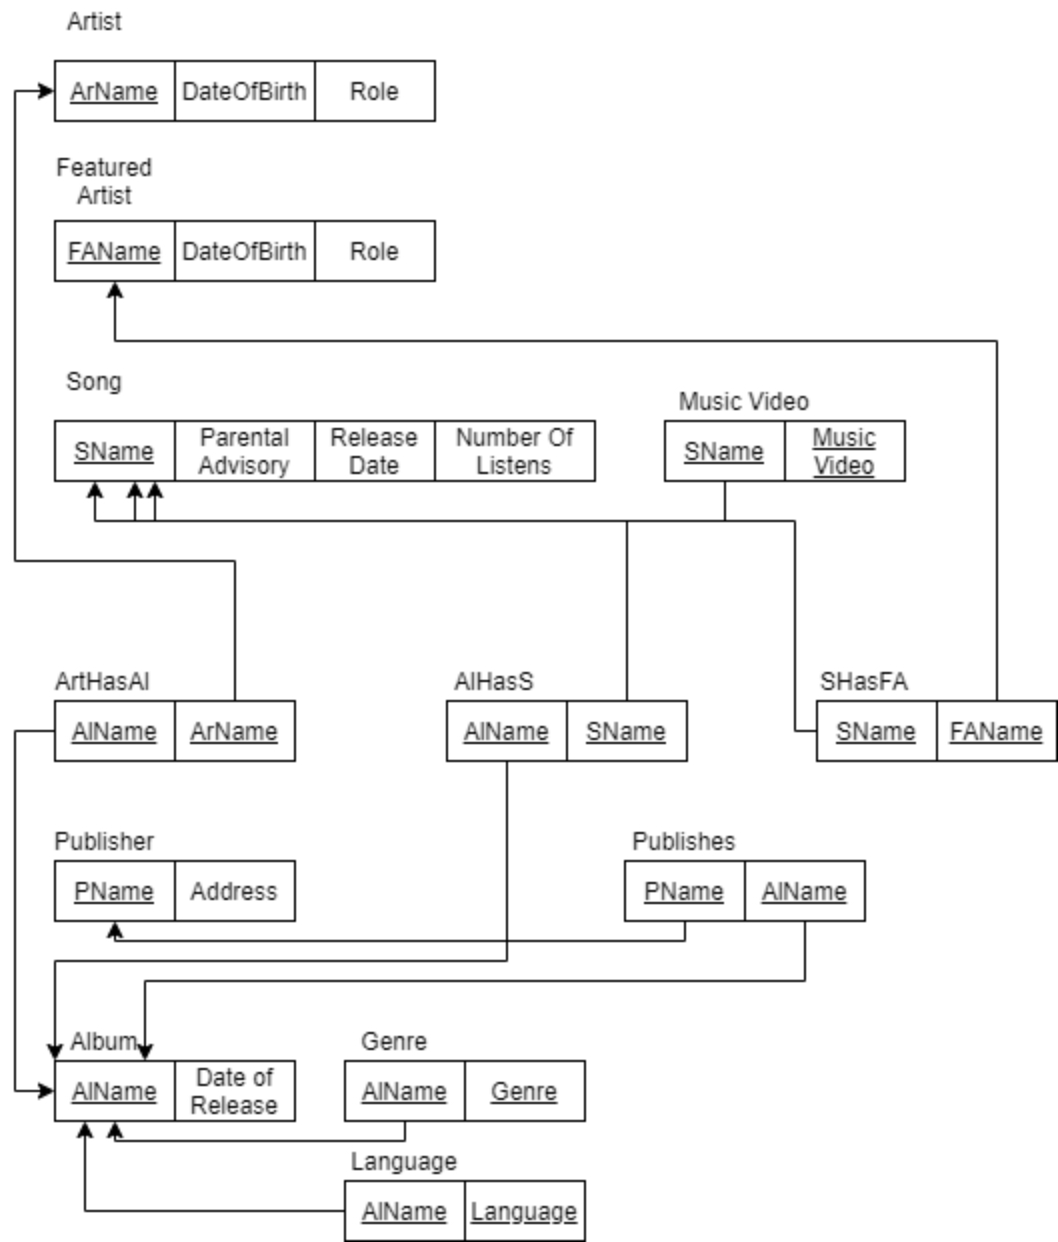 Artist
ArName DateOfBirth Role
Featured
Artist
FAName DateOfBirth Role
Song
SName Parental
Advisory Release
Date Number Of
Listens
Music Video
SName Music
Video
ArtHasAl
AlName ArName
AlHasS
AlName SName
SHasFA
SName FAName
Publisher
PName Address
Publishes
PName AlName
Album
AlName Date of
Release
Genre
AlName Genre
Language
AlName Language